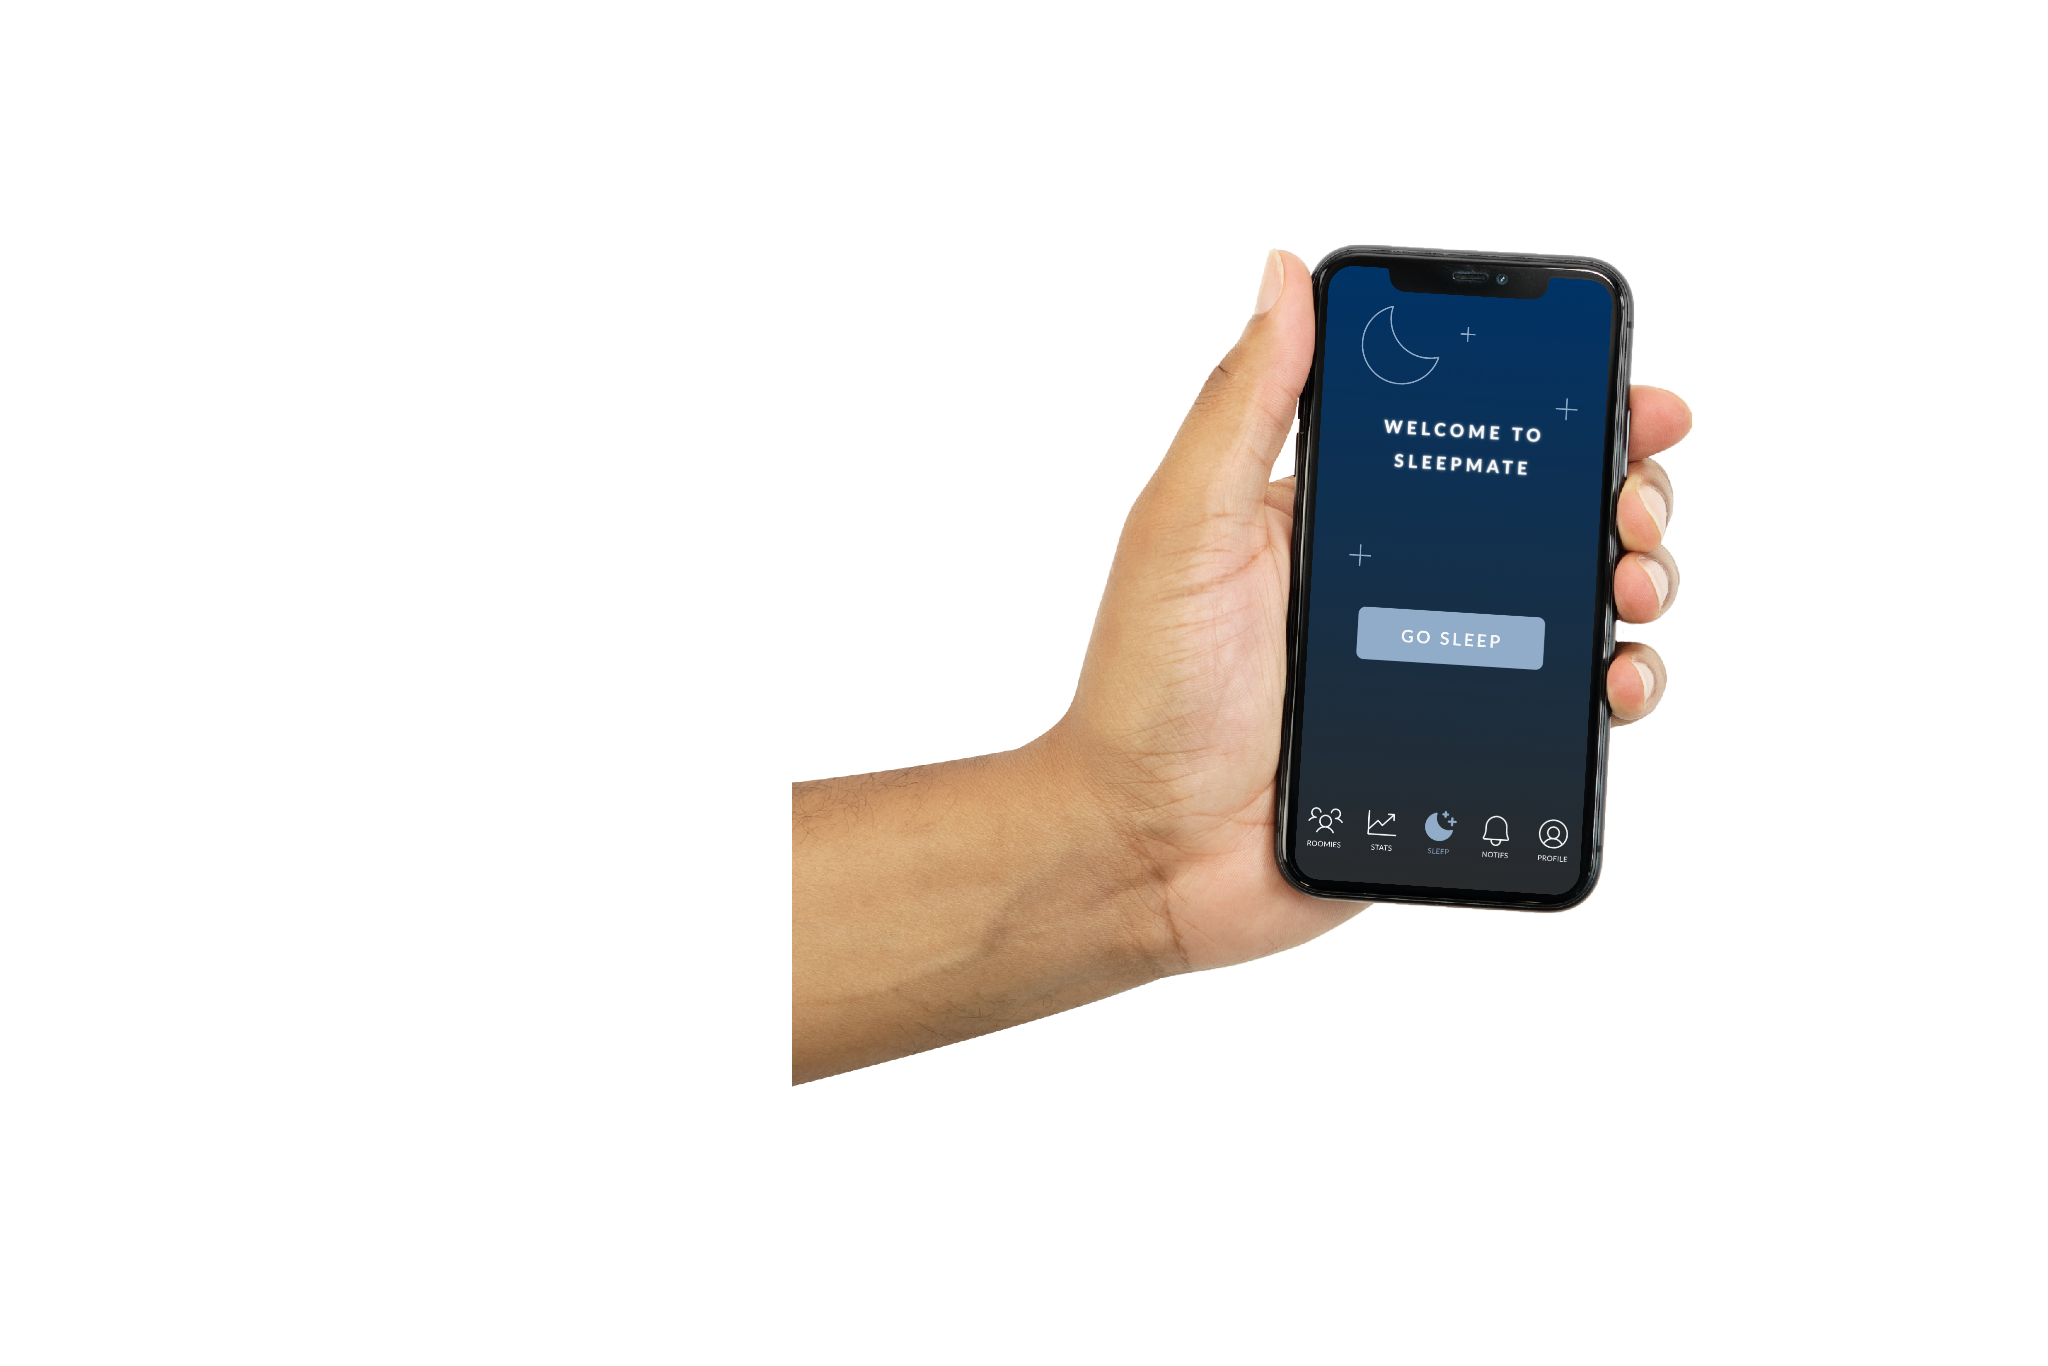 WELCOME TO
SLEEPMATE
GO SLEEP
ROOMIES
STATS
SLEEP
NOTIFS
PROFILE